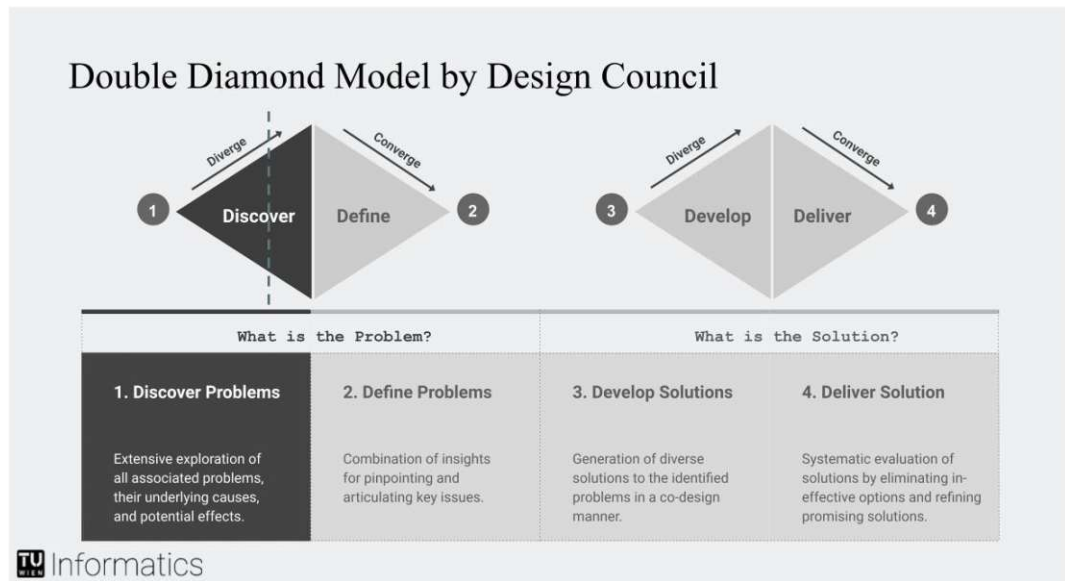 Double Diamond Model by Design Council
Diverge
Converge
Diverge
Converge
1
Discover
Define
2
3
Develop
Deliver
4
What is the Problem?
What is the Solution?
1. Discover Problems
Extensive exploration of
all associated problems,
their underlying causes,
and potential effects.
2. Define Problems
Combination of insights
for pinpointing and
articulating key issues.
3. Develop Solutions
Generation of diverse
solutions to the identified
problems in a co-design
manner.
4. Deliver Solution
Systematic evaluation of
solutions by eliminating in-
effective options and refining
promising solutions.
TU
WIEN
Informatics